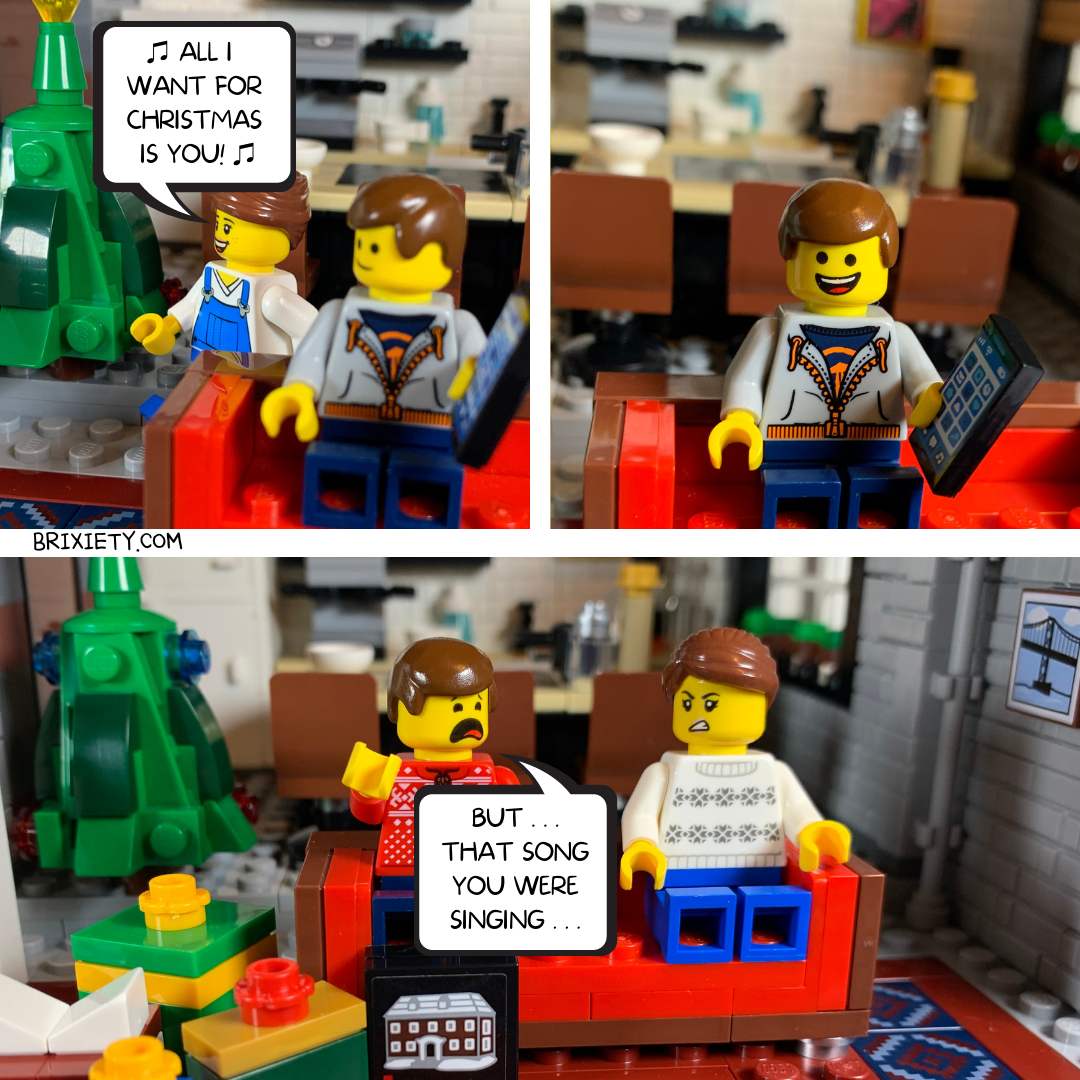 ♫ ALL I
WANT FOR
CHRISTMAS
IS YOU! ♫
BRIXIETY.COM
BUT . . .
THAT SONG
YOU WERE
SINGING . . .